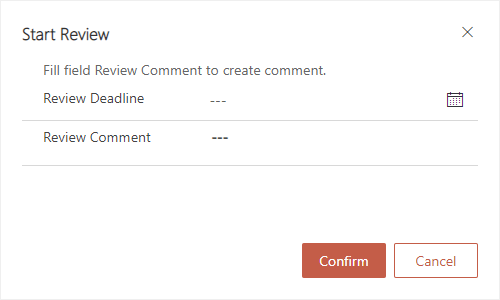 Start Review
Fill field Review Comment to create comment.
Review Deadline ---
Review Comment ---
Confirm Cancel